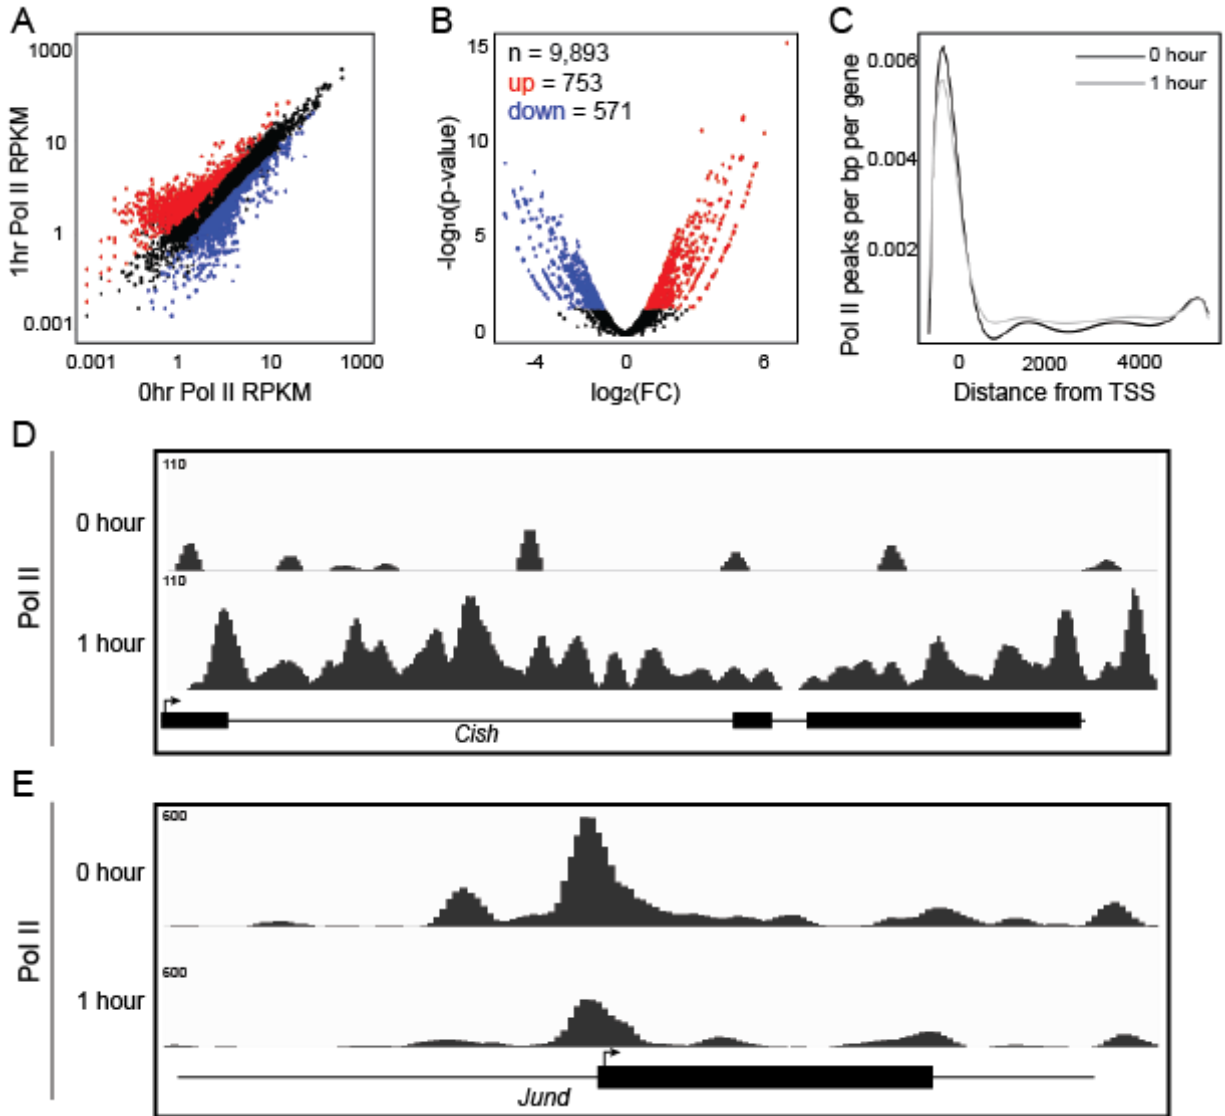 A
1000
10
1
0.001
1hr Pol II RPKM
0.001
1
10
1000
0hr Pol II RPKM
B
15
10
5
0
-log10(p-value)
n = 9,893
up = 753
down = 571
-4
0
6
log2(FC)
C
0.006
0.004
0.002
Pol II peaks per bp per gene
0 hour
1 hour
0
2000
4000
Distance from TSS
D
Pol II
110
0 hour
110
1 hour
Cish
E
Pol II
600
0 hour
600
1 hour
Jund